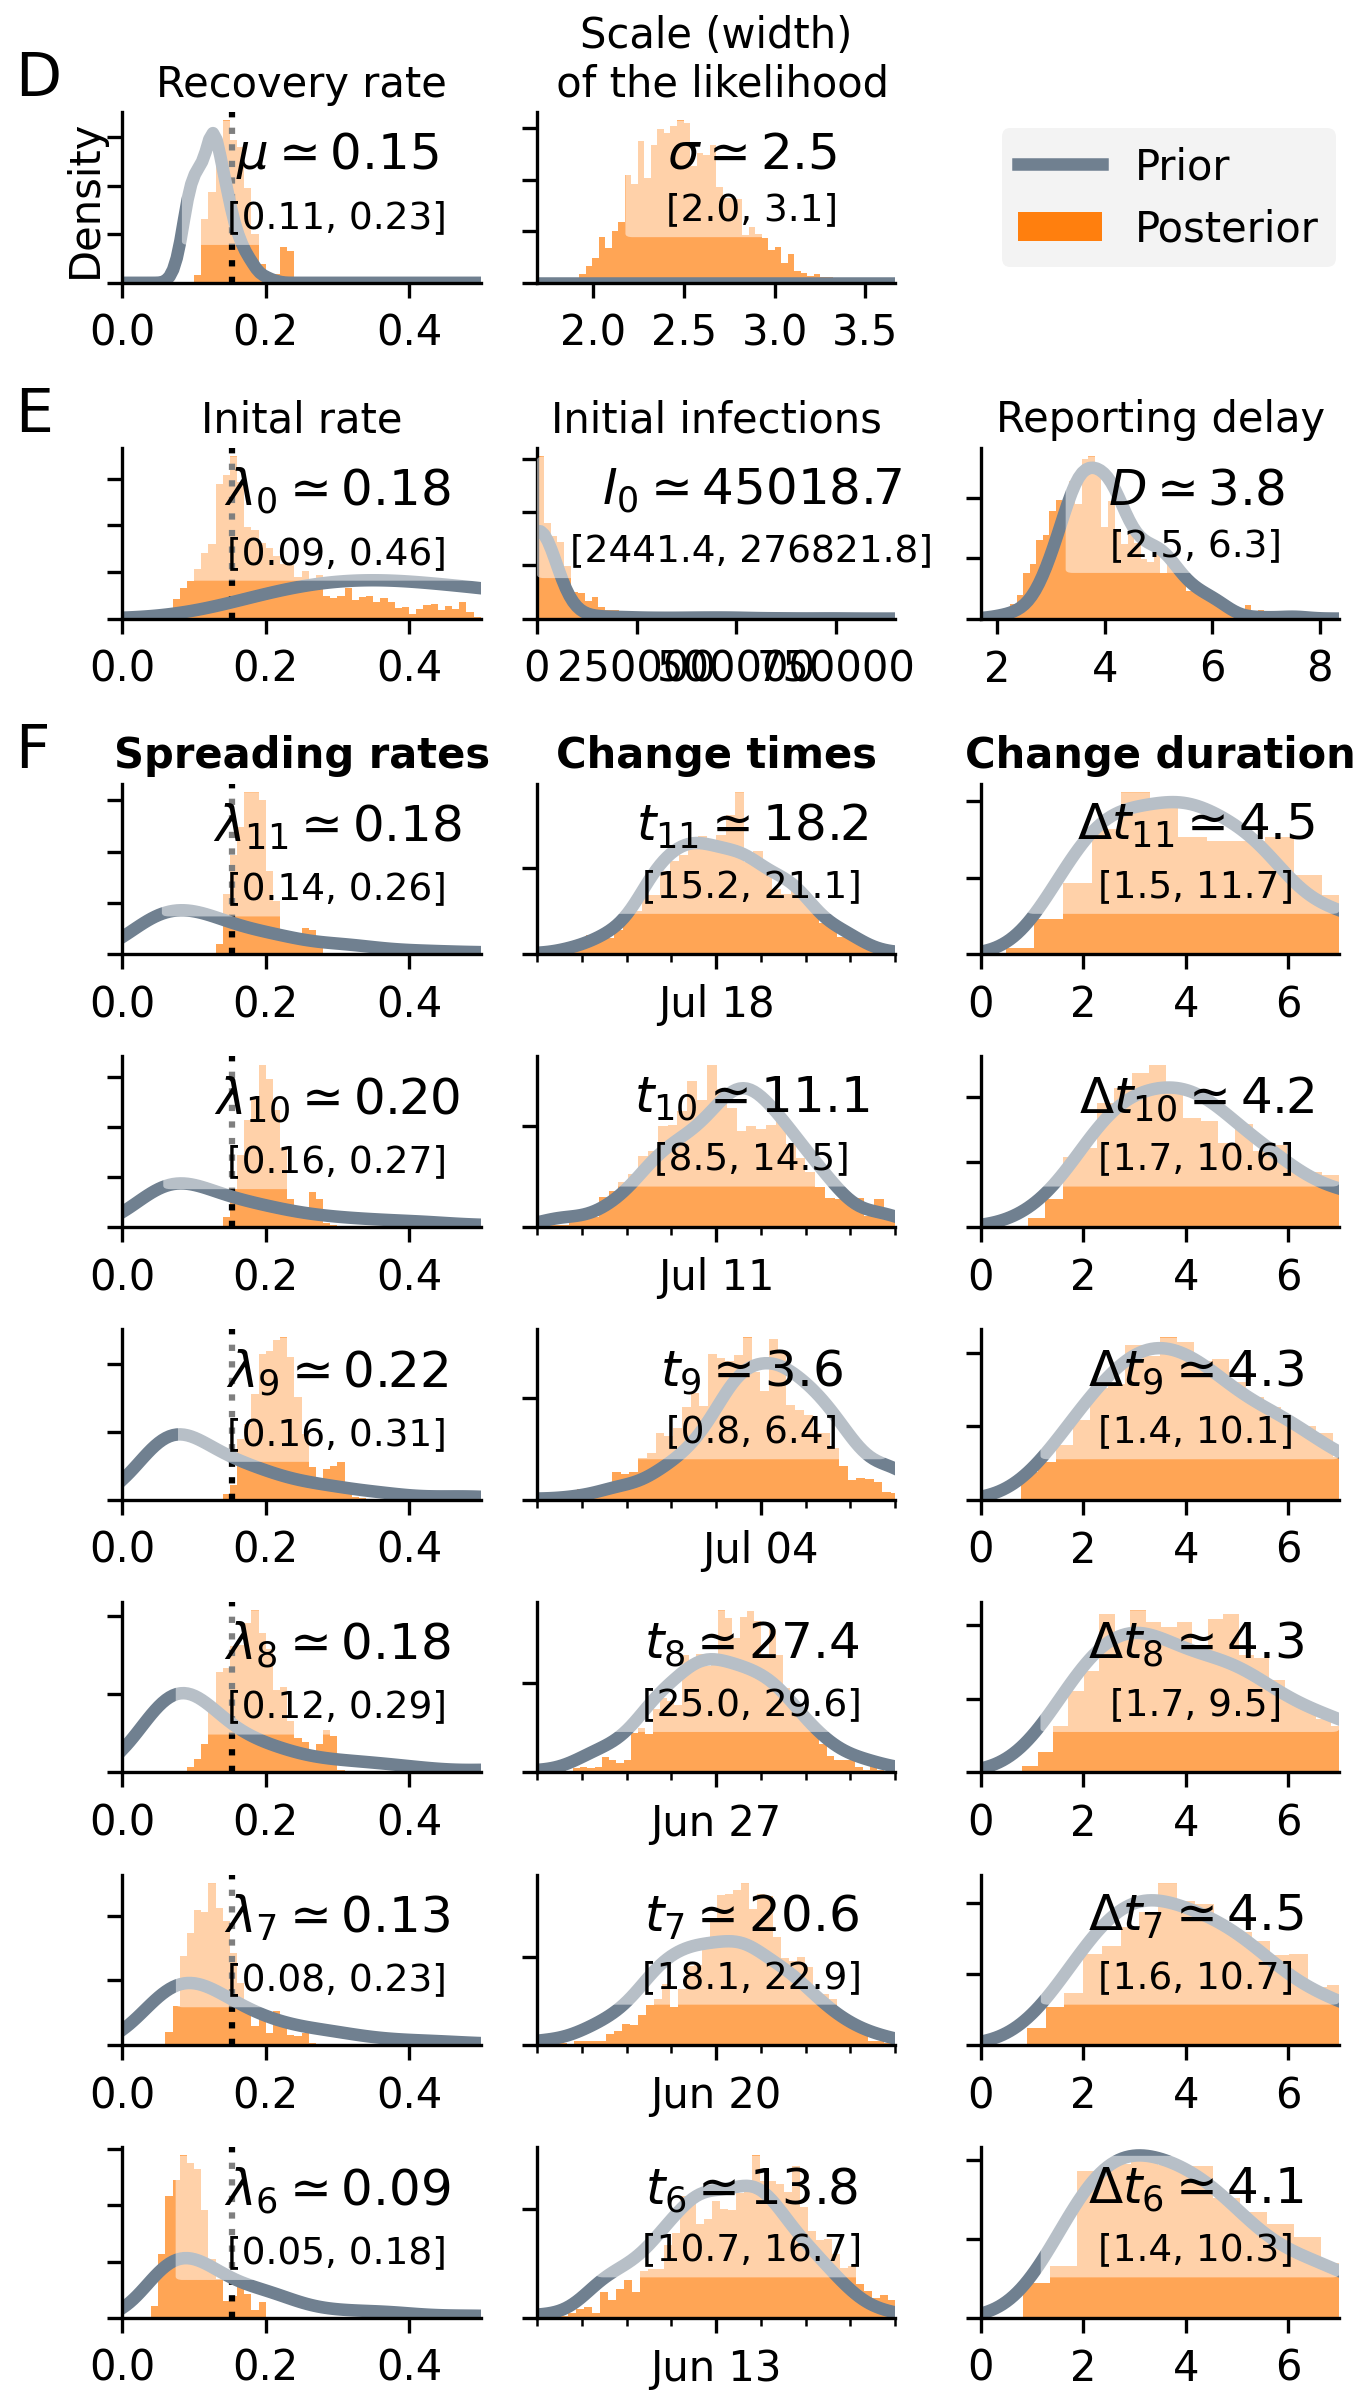 D
Recovery rate
Scale (width)
of the likelihood
Density
μ ≃ 0.15
[0.11, 0.23]
0.0 0.2 0.4
σ ≃ 2.5
[2.0, 3.1]
2.0 2.5 3.0 3.5
Prior
Posterior
E
Inital rate
λ0 ≃ 0.18
[0.09, 0.46]
0.0 0.2 0.4
Initial infections
I0 ≃ 45018.7
[2441.4, 276821.8]
0 250000 500000 750000
Reporting delay
D ≃ 3.8
[2.5, 6.3]
2 4 6 8
F
Spreading rates Change times Change duration
λ11 ≃ 0.18
[0.14, 0.26]
0.0 0.2 0.4
t11 ≃ 18.2
[15.2, 21.1]
Jul 18
Δt11 ≃ 4.5
[1.5, 11.7]
0 2 4 6
λ10 ≃ 0.20
[0.16, 0.27]
0.0 0.2 0.4
t10 ≃ 11.1
[8.5, 14.5]
Jul 11
Δt10 ≃ 4.2
[1.7, 10.6]
0 2 4 6
λ9 ≃ 0.22
[0.16, 0.31]
0.0 0.2 0.4
t9 ≃ 3.6
[0.8, 6.4]
Jul 04
Δt9 ≃ 4.3
[1.4, 10.1]
0 2 4 6
λ8 ≃ 0.18
[0.12, 0.29]
0.0 0.2 0.4
t8 ≃ 27.4
[25.0, 29.6]
Jun 27
Δt8 ≃ 4.3
[1.7, 9.5]
0 2 4 6
λ7 ≃ 0.13
[0.08, 0.23]
0.0 0.2 0.4
t7 ≃ 20.6
[18.1, 22.9]
Jun 20
Δt7 ≃ 4.5
[1.6, 10.7]
0 2 4 6
λ6 ≃ 0.09
[0.05, 0.18]
0.0 0.2 0.4
t6 ≃ 13.8
[10.7, 16.7]
Jun 13
Δt6 ≃ 4.1
[1.4, 10.3]
0 2 4 6